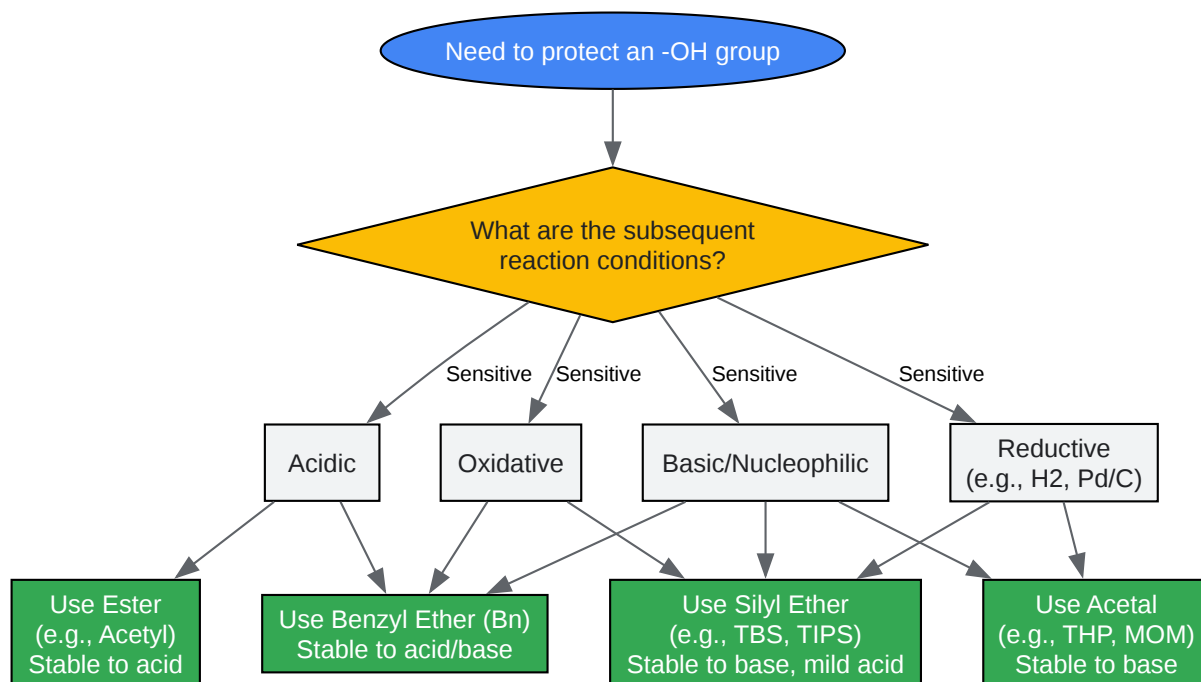 Need to protect an -OH group
What are the subsequent
reaction conditions?
Sensitive
Sensitive
Sensitive
Sensitive
Acidic
Oxidative
Basic/Nucleophilic
Reductive
(e.g., H2, Pd/C)
Use Ester
(e.g., Acetyl)
Stable to acid
Use Benzyl Ether (Bn)
Stable to acid/base
Use Silyl Ether
(e.g., TBS, TIPS)
Stable to base, mild acid
Use Acetal
(e.g., THP, MOM)
Stable to base